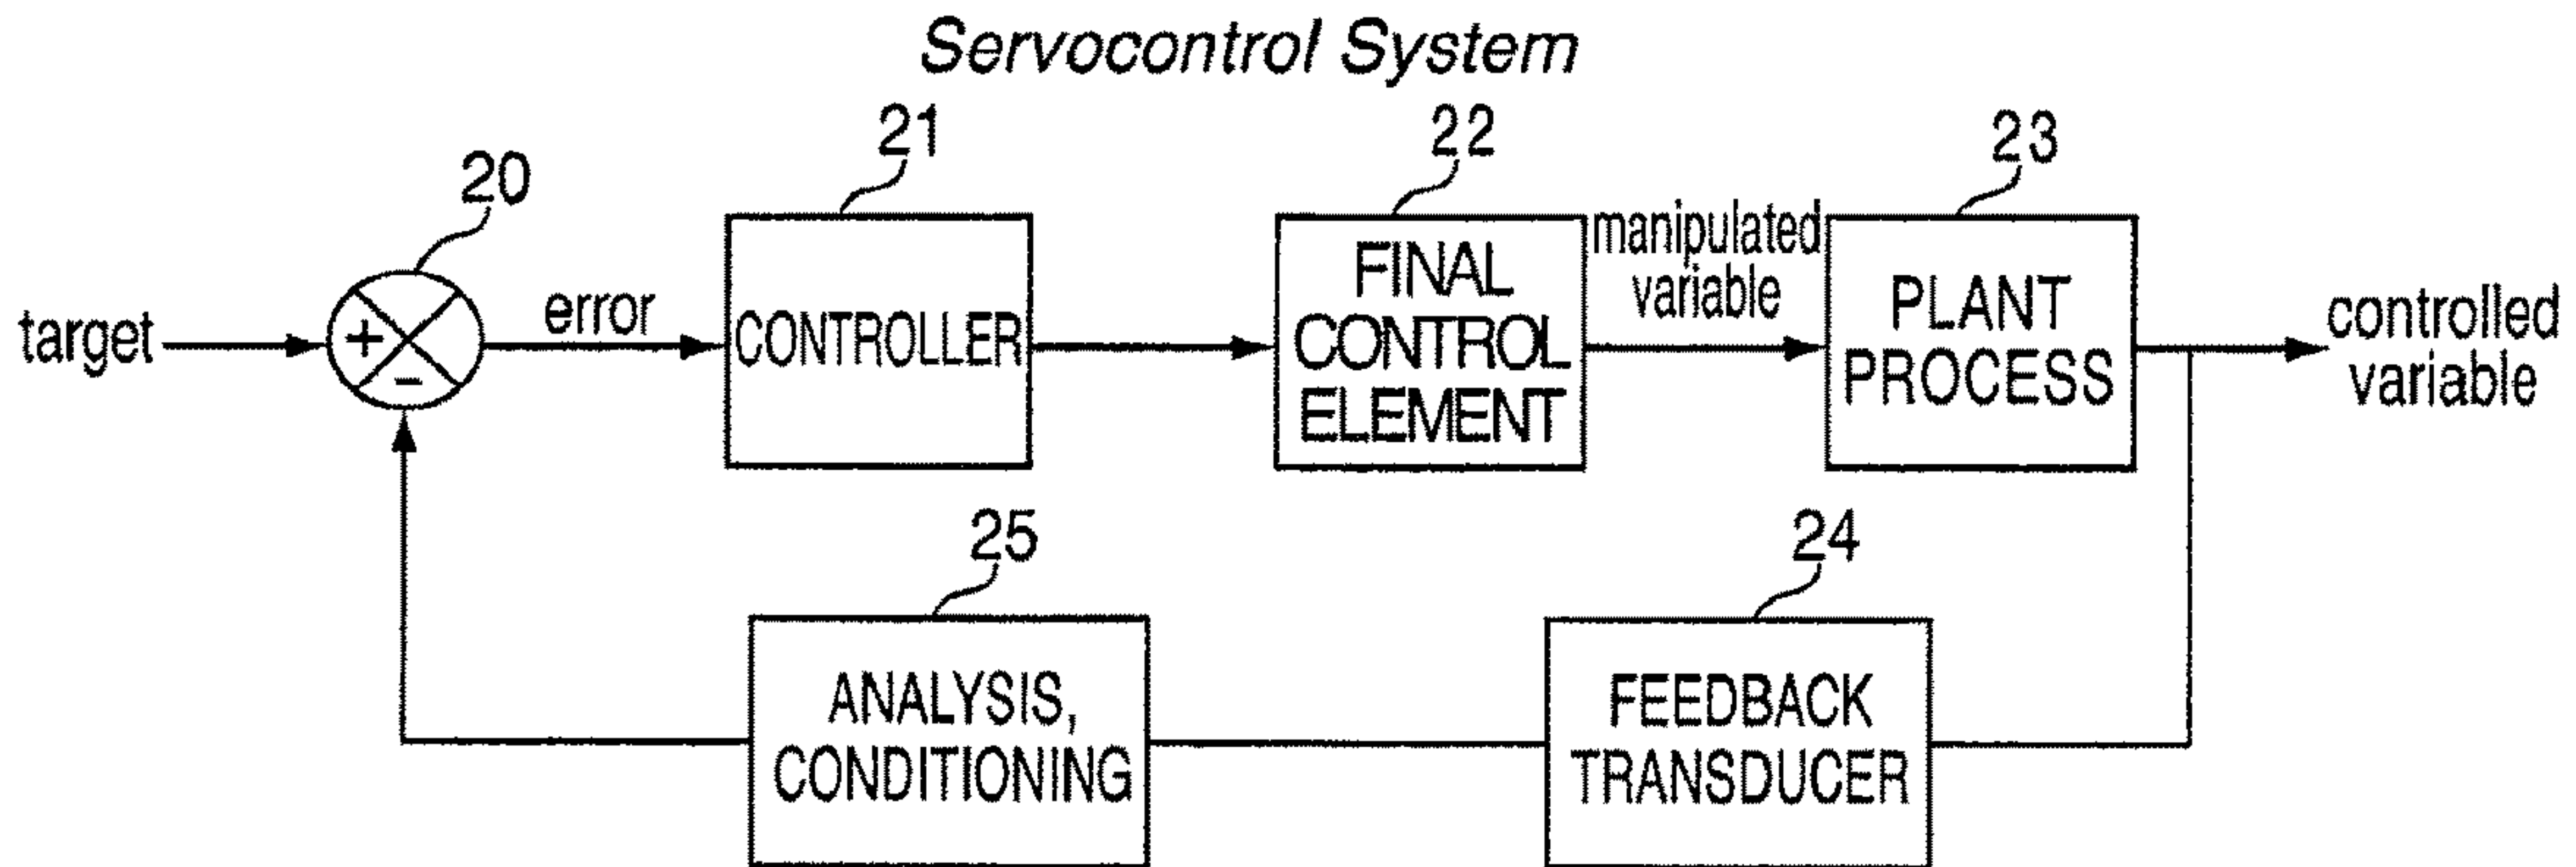 Servocontrol System
20
21
22
23
target
+
-
error
CONTROLLER
FINAL
CONTROL
ELEMENT
manipulated
variable
PLANT
PROCESS
controlled
variable
25
24
ANALYSIS,
CONDITIONING
FEEDBACK
TRANSDUCER